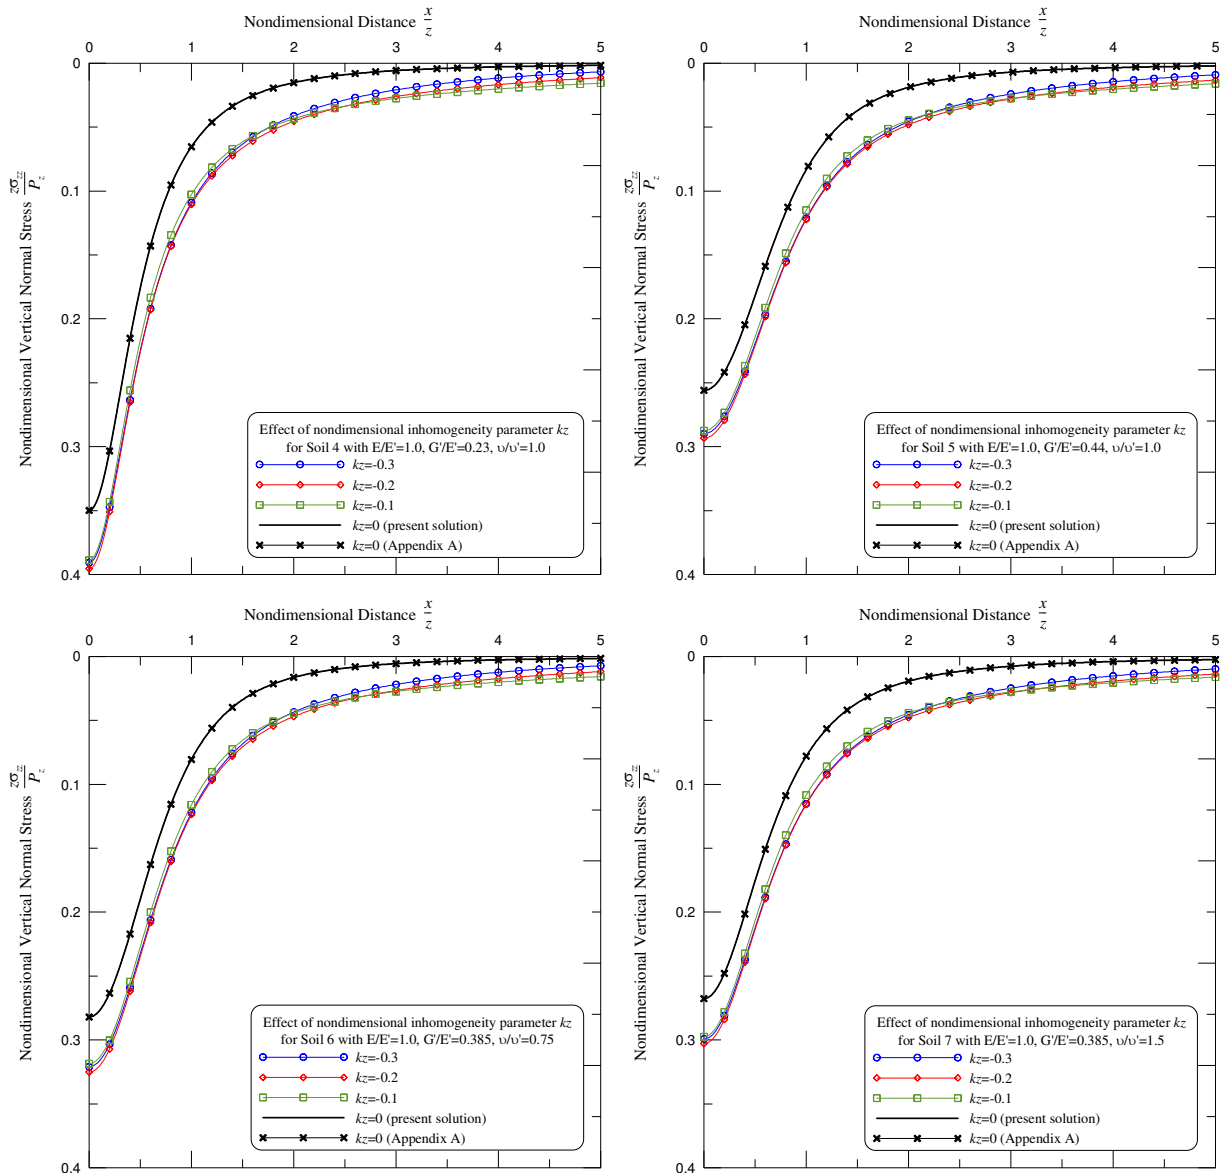 Nondimensional Distance x/z
0 1 2 3 4 5
0
0.1
0.2
0.3
0.4
Nondimensional Vertical Normal Stress zσzz/Pz
Effect of nondimensional inhomogeneity parameter kz
for Soil 4 with E/E'=1.0, G'/E'=0.23, υ/υ'=1.0
kz=-0.3
kz=-0.2
kz=-0.1
kz=0 (present solution)
kz=0 (Appendix A)
Nondimensional Distance x/z
0 1 2 3 4 5
0
0.1
0.2
0.3
0.4
Nondimensional Vertical Normal Stress zσzz/Pz
Effect of nondimensional inhomogeneity parameter kz
for Soil 5 with E/E'=1.0, G'/E'=0.44, υ/υ'=1.0
kz=-0.3
kz=-0.2
kz=-0.1
kz=0 (present solution)
kz=0 (Appendix A)
Nondimensional Distance x/z
0 1 2 3 4 5
0
0.1
0.2
0.3
0.4
Nondimensional Vertical Normal Stress zσzz/Pz
Effect of nondimensional inhomogeneity parameter kz
for Soil 6 with E/E'=1.0, G'/E'=0.385, υ/υ'=0.75
kz=-0.3
kz=-0.2
kz=-0.1
kz=0 (present solution)
kz=0 (Appendix A)
Nondimensional Distance x/z
0 1 2 3 4 5
0
0.1
0.2
0.3
0.4
Nondimensional Vertical Normal Stress zσzz/Pz
Effect of nondimensional inhomogeneity parameter kz
for Soil 7 with E/E'=1.0, G'/E'=0.385, υ/υ'=1.5
kz=-0.3
kz=-0.2
kz=-0.1
kz=0 (present solution)
kz=0 (Appendix A)